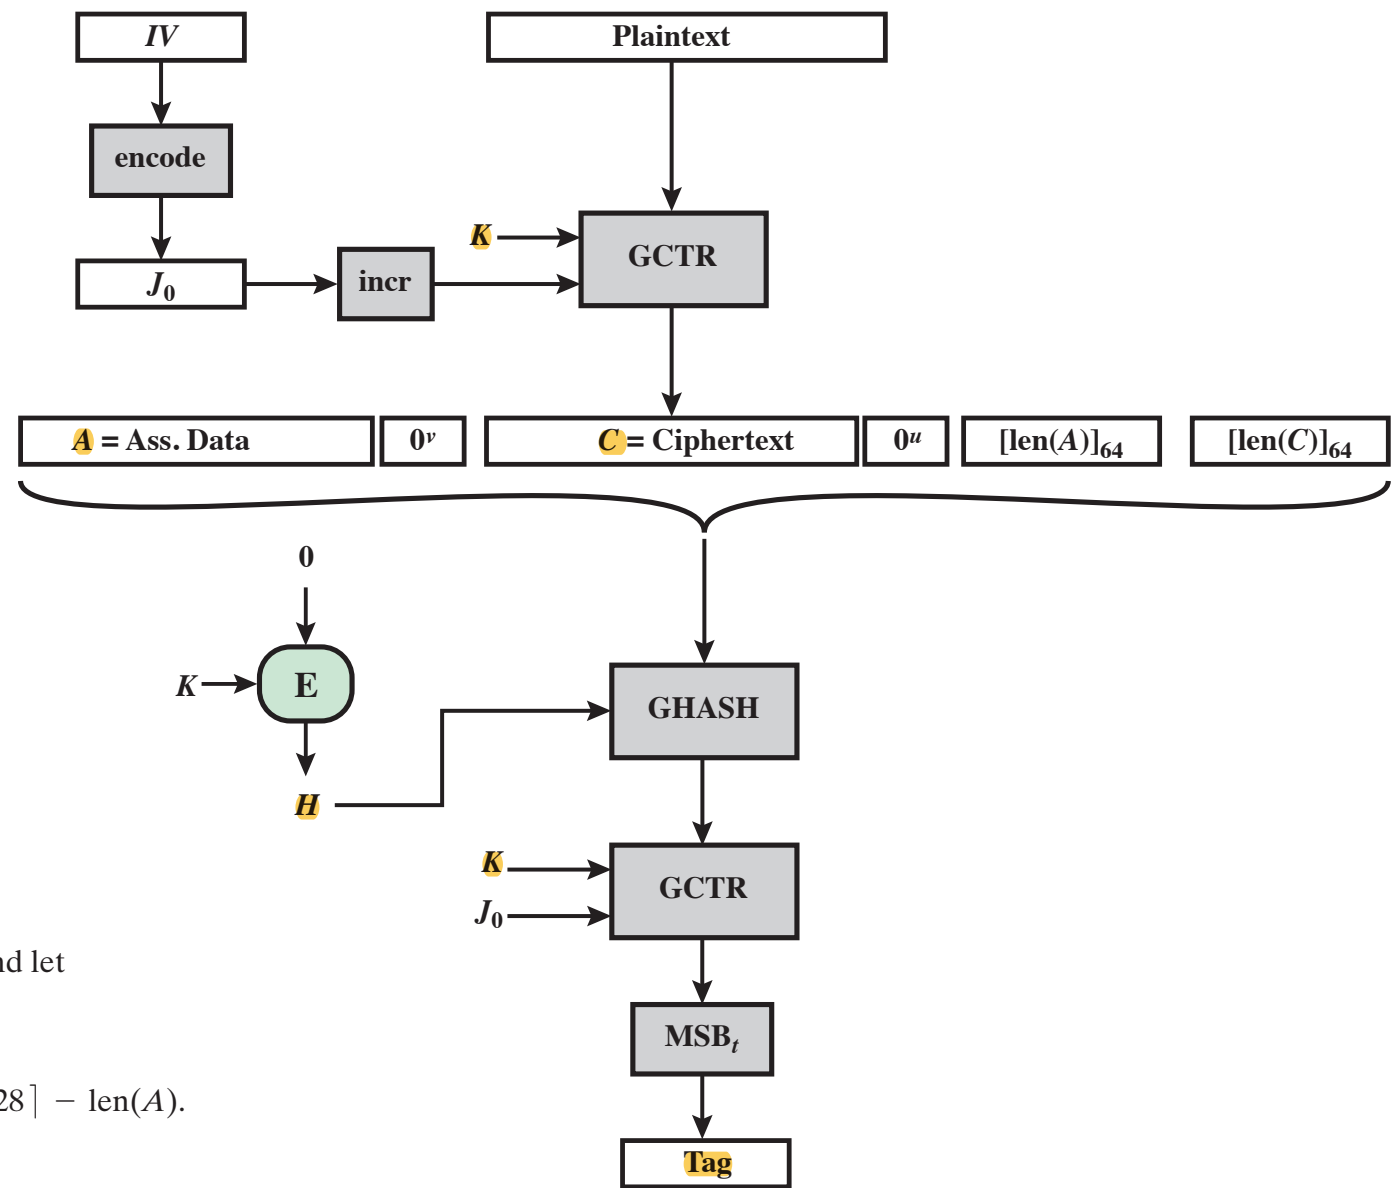 IV
Plaintext
encode
K
GCTR
J₀
incr
A = Ass. Data
0ᵛ
C = Ciphertext
0ᵘ
[len(A)]₆₄
[len(C)]₆₄
0
K
E
GHASH
H
K
GCTR
J₀
nd let
MSBₜ
28⌉ − len(A).
Tag